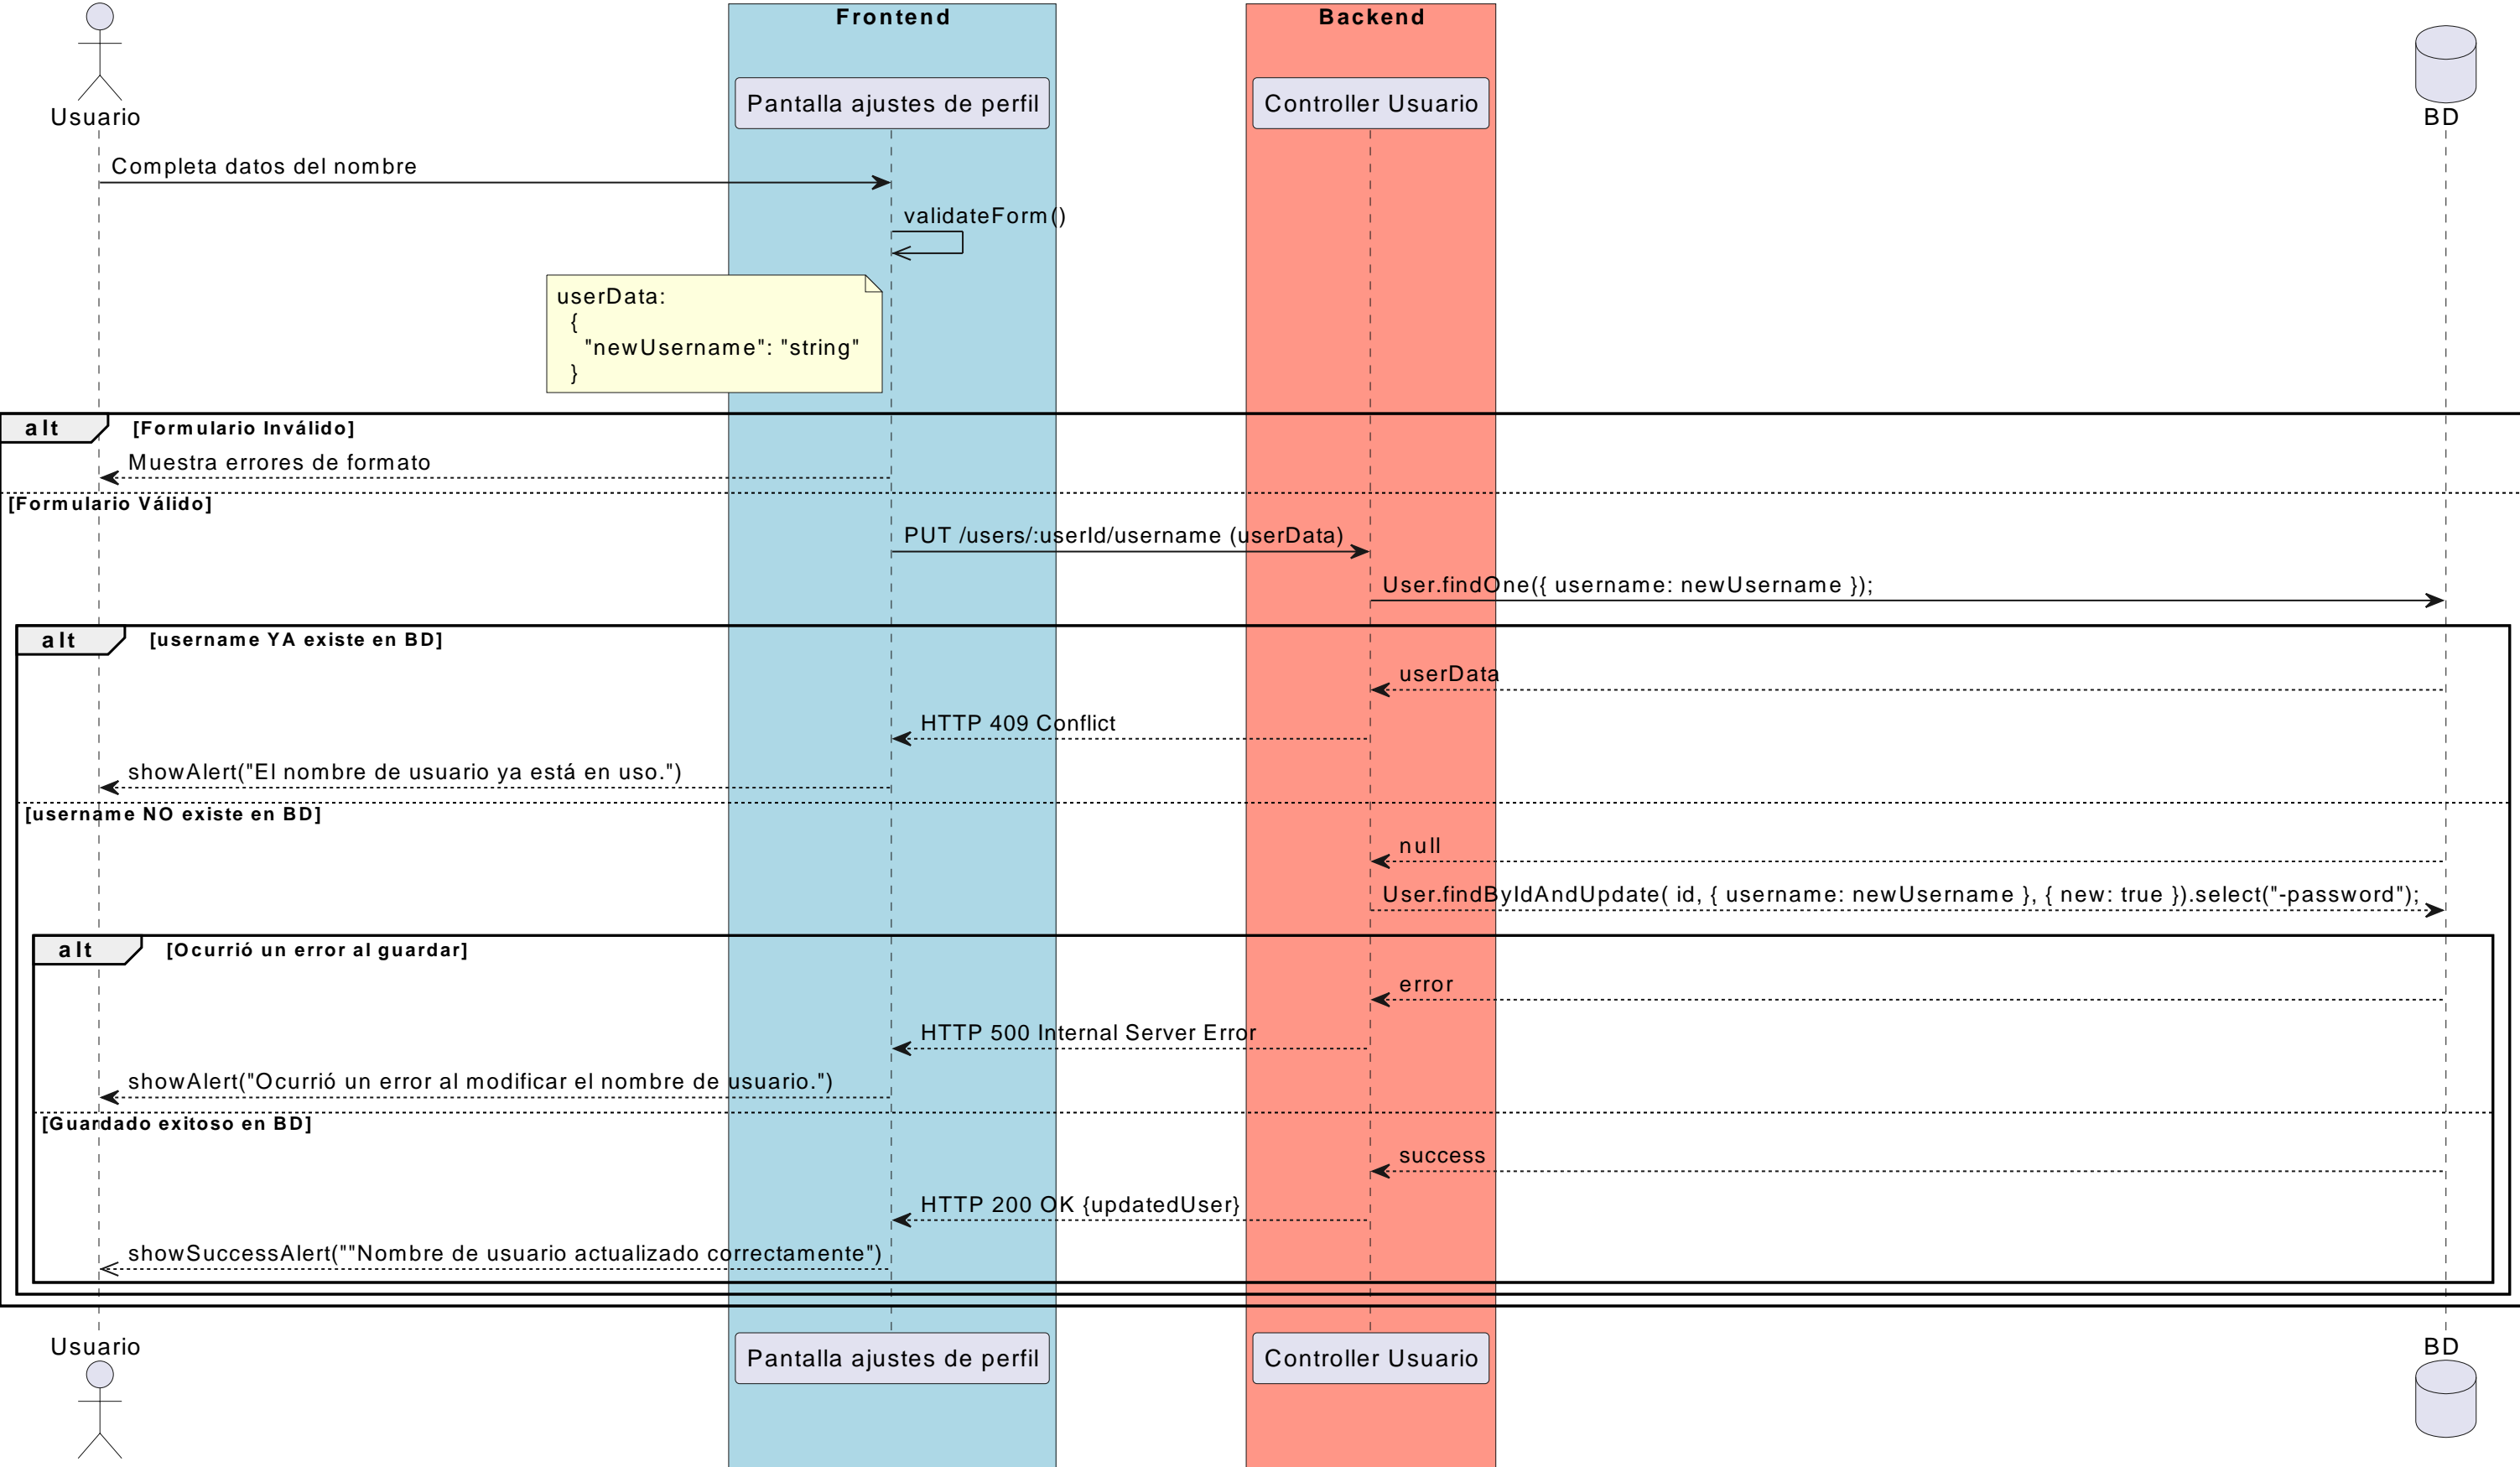 Frontend
Backend
Usuario
Pantalla ajustes de perfil
Controller Usuario
BD
Completa datos del nombre
validateForm()
userData:
{
"newUsername": "string"
}
alt
[Formulario Inválido]
Muestra errores de formato
[Formulario Válido]
PUT /users/:userId/username (userData)
User.findOne({ username: newUsername });
alt
[username YA existe en BD]
userData
HTTP 409 Conflict
showAlert("El nombre de usuario ya está en uso.")
[username NO existe en BD]
null
User.findByIdAndUpdate( id, { username: newUsername }, { new: true }).select("-password");
alt
[Ocurrió un error al guardar]
error
HTTP 500 Internal Server Error
showAlert("Ocurrió un error al modificar el nombre de usuario.")
[Guardado exitoso en BD]
success
HTTP 200 OK {updatedUser}
showSuccessAlert(""Nombre de usuario actualizado correctamente")
Usuario
Pantalla ajustes de perfil
Controller Usuario
BD